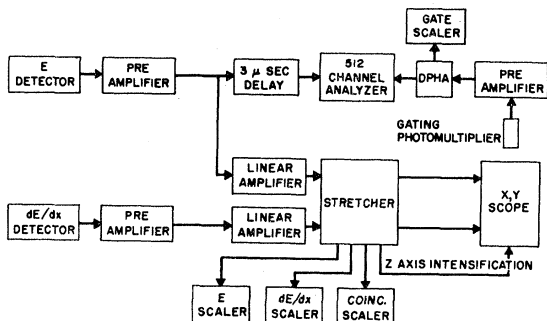 GATE
SCALER
E
DETECTOR
PRE
AMPLIFIER
3 μ SEC
DELAY
512
CHANNEL
ANALYZER
DPHA
PRE
AMPLIFIER
GATING
PHOTOMULTIPLIER
LINEAR
AMPLIFIER
STRETCHER
X,Y
SCOPE
dE/dx
DETECTOR
PRE
AMPLIFIER
LINEAR
AMPLIFIER
Z AXIS INTENSIFICATION
E
SCALER
dE/dx
SCALER
COINC.
SCALER